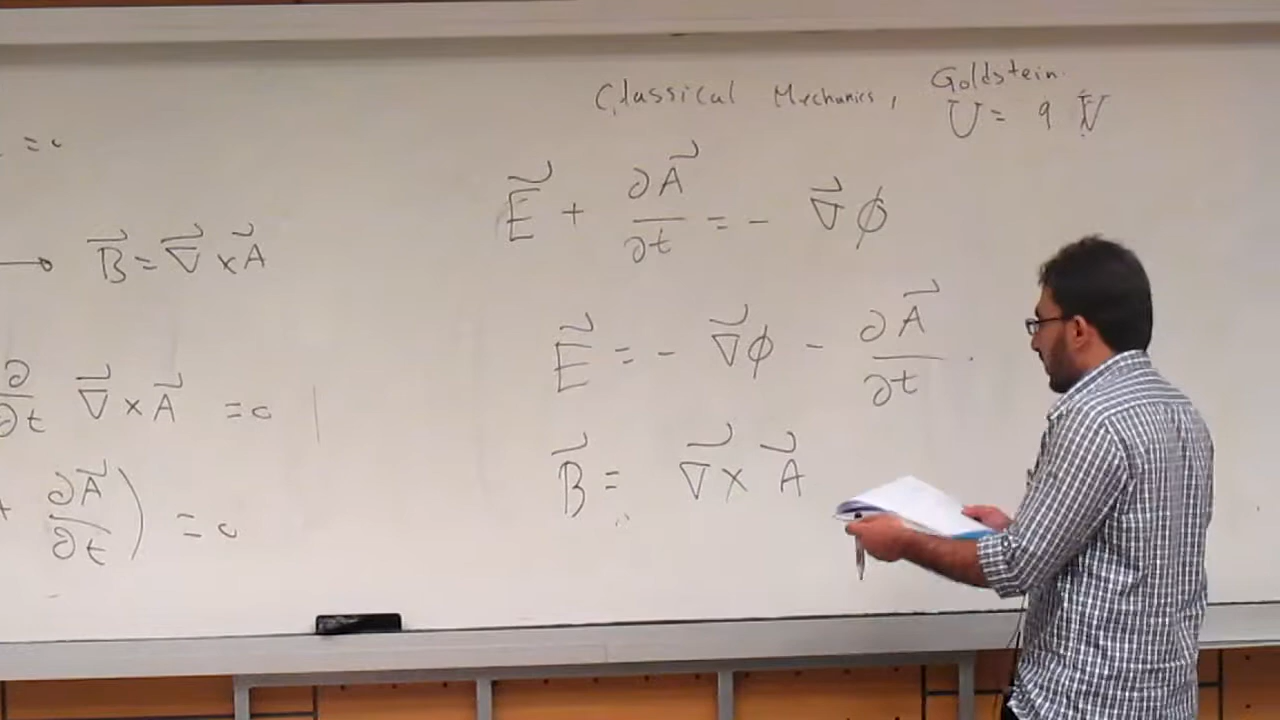 = 0
→ B⃗ = ∇⃗ × A⃗
∂/∂t ∇⃗ × A⃗ = 0
+ ∂A⃗/∂t ) = 0
Classical Mechanics, Goldstein.
U = q V
E⃗ + ∂A⃗/∂t = - ∇⃗ϕ
E⃗ = - ∇⃗ϕ - ∂A⃗/∂t .
B⃗ = ∇⃗ × A⃗